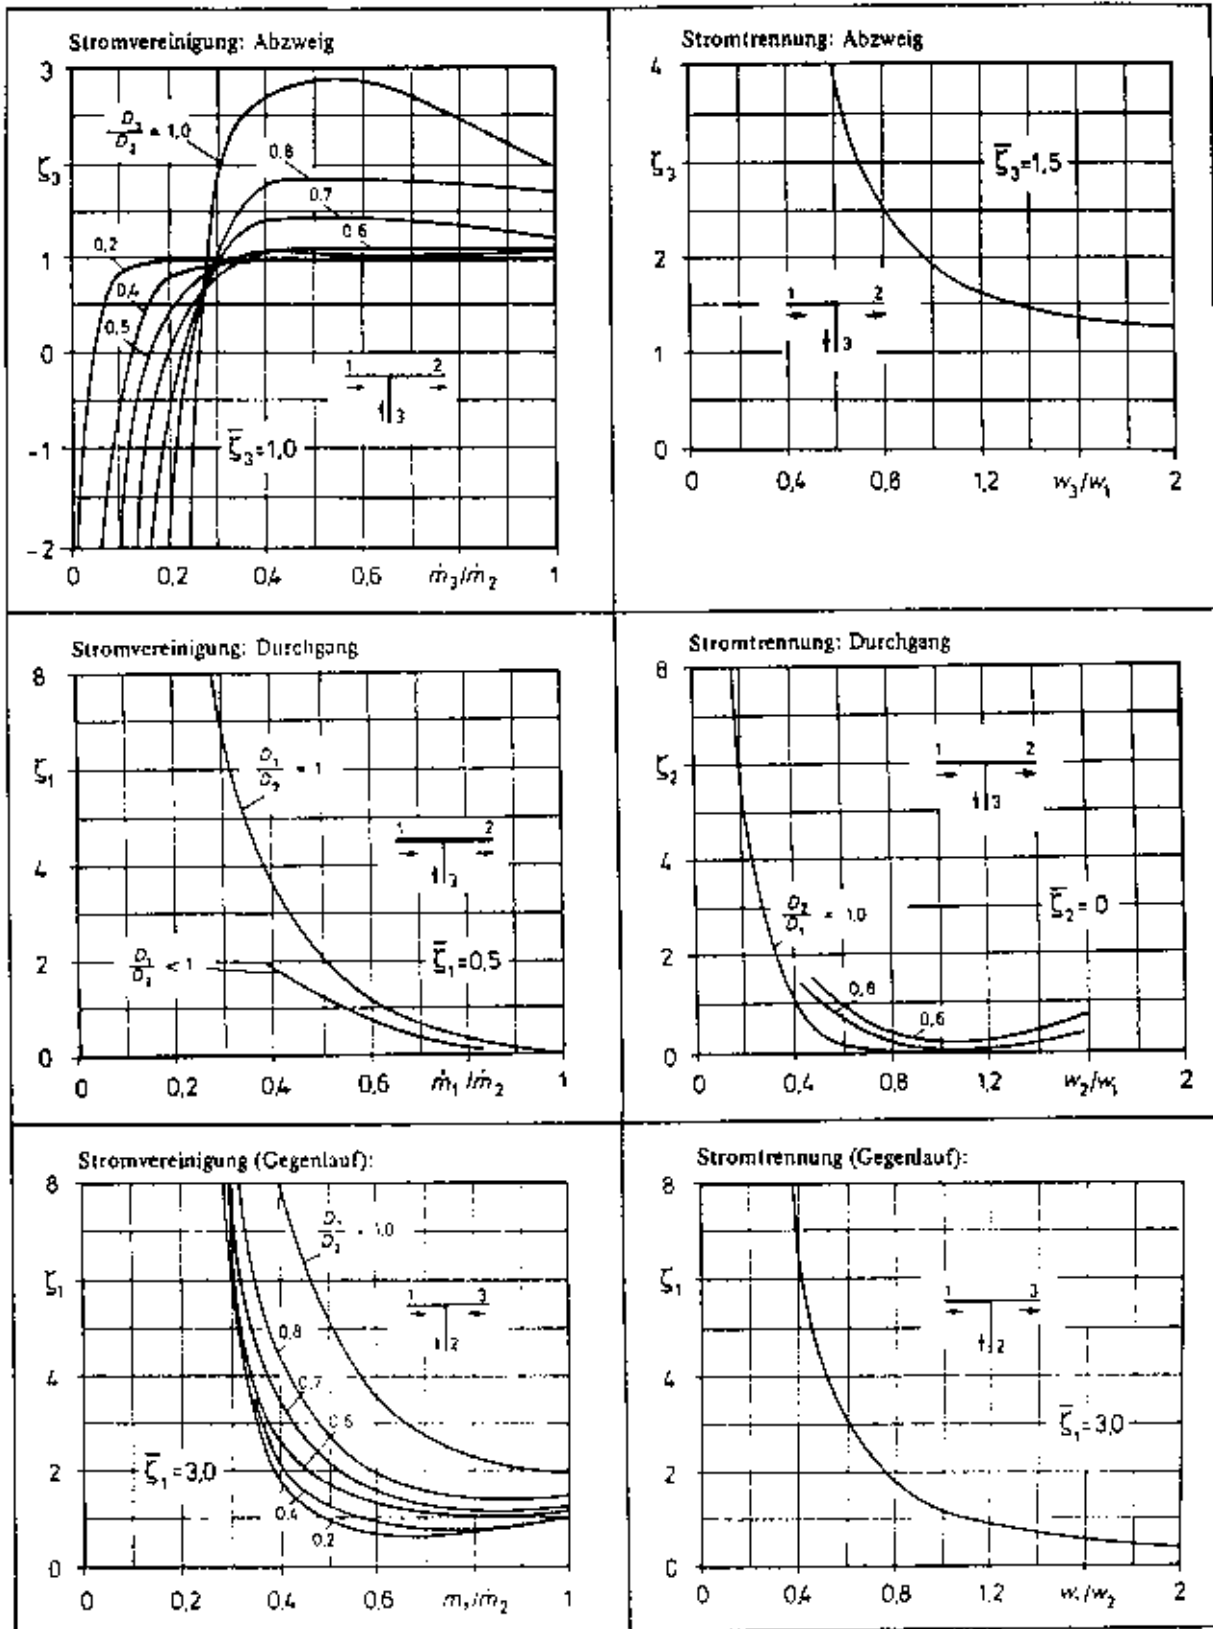 Stromvereinigung: Abzweig
3
D₃/D₂ = 1,0
0,8
ζ₃
0,7
0,6
0,2
1
0,4
0,5
0
1 2
3
ζ̄₃=1,0
-1
-2
0 0,2 0,4 0,6 ṁ₃/ṁ₂ 1
Stromtrennung: Abzweig
4
ζ₃
ζ̄₃=1,5
2
1 2
3
1
0
0 0,4 0,8 1,2 w₃/w₁ 2
Stromvereinigung: Durchgang
8
D₁/D₂ = 1
ζ₁
1 2
3
4
D₁/D₂ < 1
2
ζ̄₁=0,5
0
0 0,2 0,6 ṁ₁/ṁ₂ 1
Stromtrennung: Durchgang
8
1 2
ζ₂
3
4
D₂/D₁ = 1,0
ζ̄₂=0
2
0,8
0,6
0
0 0,4 0,8 1,2 w₂/w₁ 2
Stromvereinigung (Gegenlauf):
8
1,0
ζ₁
1 3
2
0,8
4
0,7
0,6
2
ζ̄₁=3,0
0,4
0,2
0
0 0,2 0,4 0,6 1
Stromtrennung (Gegenlauf):
8
ζ₁
1 3
2
4
ζ̄₁=3,0
2
0
0 0,4 0,8 1,2 2